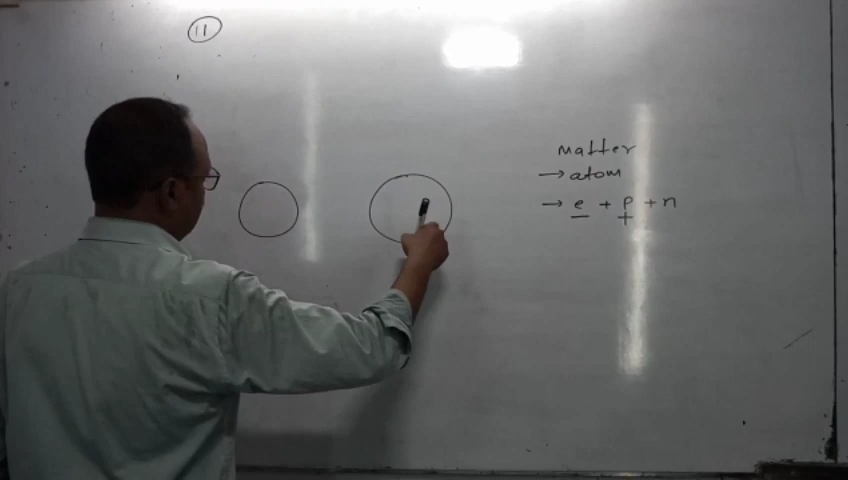 11
matter
→ atom
→ e + p + n
− +